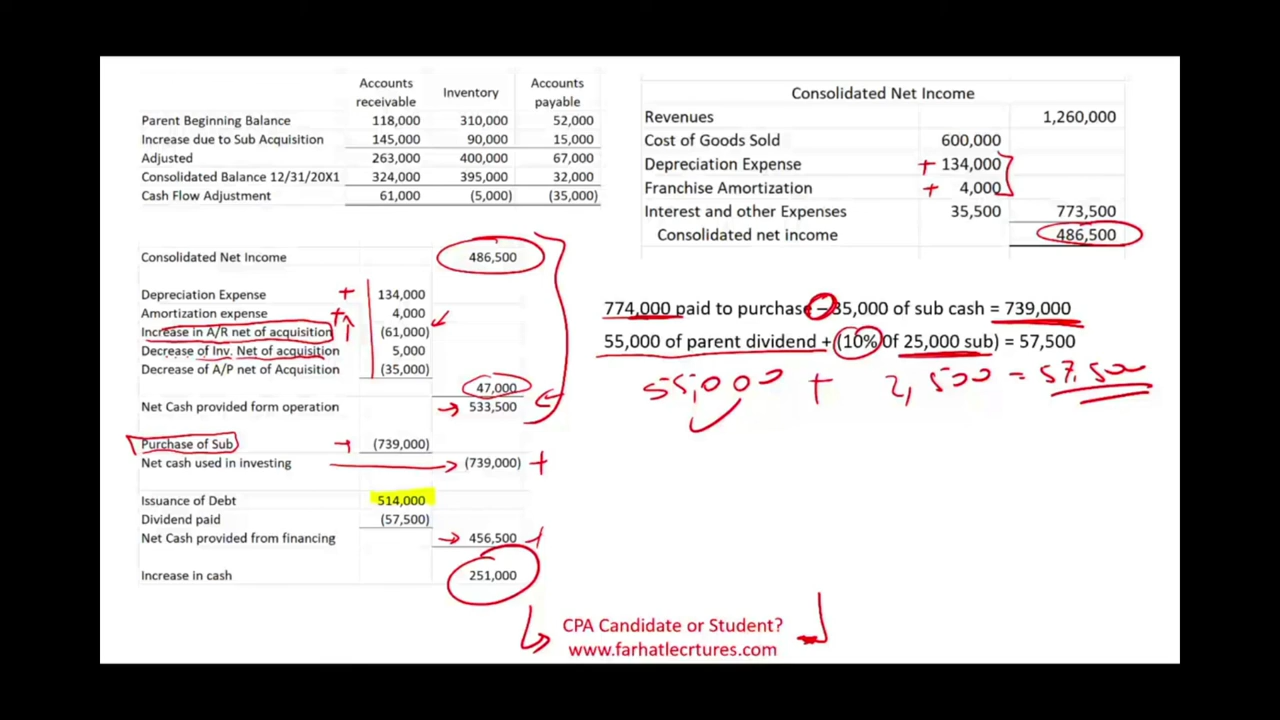 Accounts receivable Inventory Accounts payable
Parent Beginning Balance 118,000 310,000 52,000
Increase due to Sub Acquisition 145,000 90,000 15,000
Adjusted 263,000 400,000 67,000
Consolidated Balance 12/31/20X1 324,000 395,000 32,000
Cash Flow Adjustment 61,000 (5,000) (35,000)
Consolidated Net Income
Revenues 1,260,000
Cost of Goods Sold 600,000
Depreciation Expense + 134,000
Franchise Amortization + 4,000
Interest and other Expenses 35,500 773,500
Consolidated net income 486,500
Consolidated Net Income 486,500
Depreciation Expense + 134,000
Amortization expense + 4,000
Increase in A/R net of acquisition (61,000)
Decrease of Inv. Net of acquisition 5,000
Decrease of A/P net of Acquisition (35,000)
47,000
Net Cash provided form operation 533,500
Purchase of Sub (739,000)
Net cash used in investing (739,000) +
Issuance of Debt 514,000
Dividend paid (57,500)
Net Cash provided from financing 456,500
Increase in cash 251,000
774,000 paid to purchase – 35,000 of sub cash = 739,000
55,000 of parent dividend + (10% Of 25,000 sub) = 57,500
55,000 + 2,500 = 57,500
CPA Candidate or Student?
www.farhatlecrtures.com